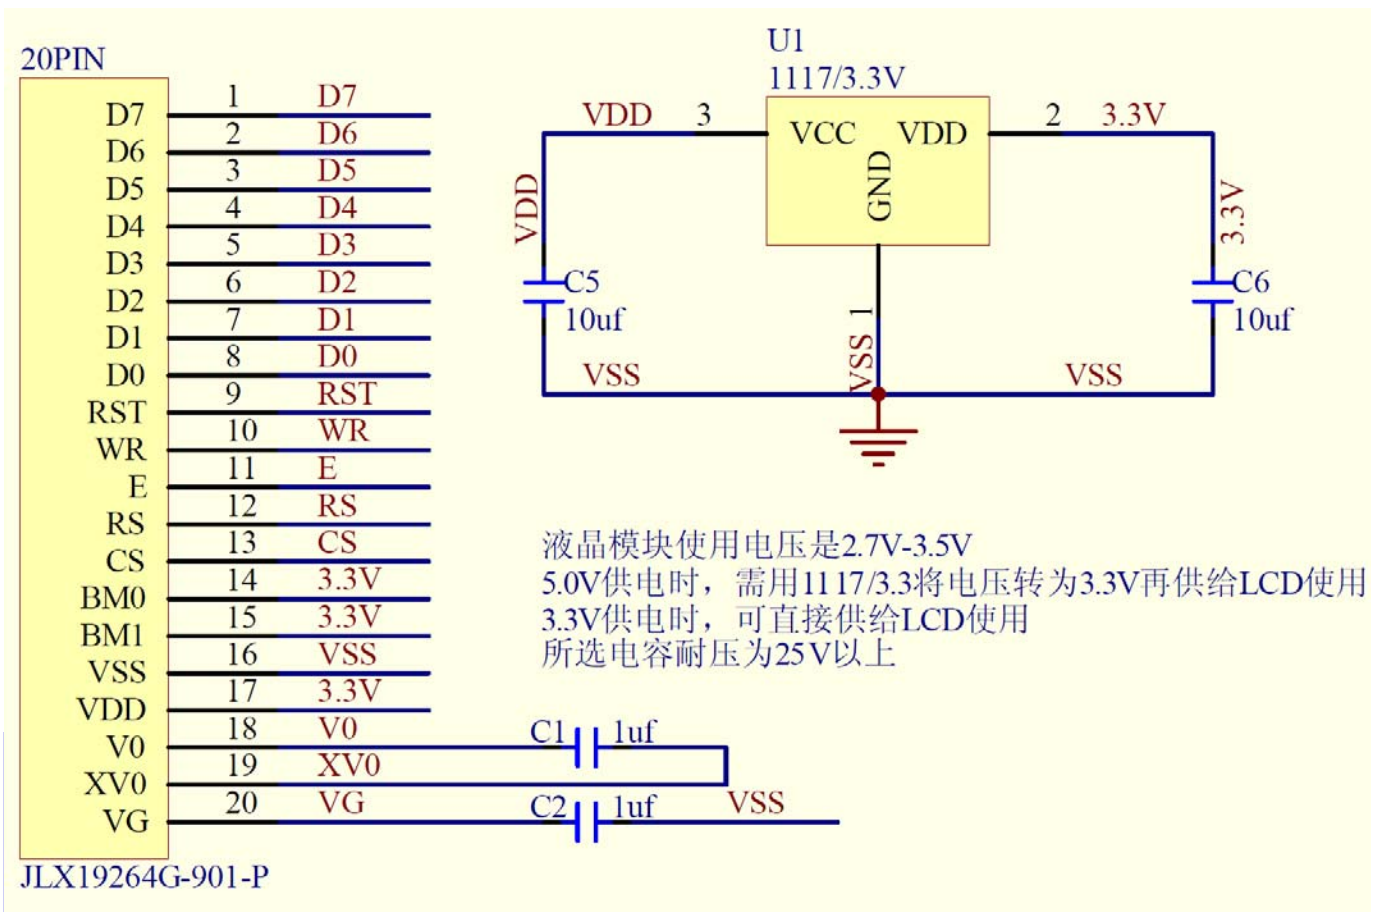 20PIN
D7 1 D7
D6 2 D6
D5 3 D5
D4 4 D4
D3 5 D3
D2 6 D2
D1 7 D1
D0 8 D0
RST 9 RST
WR 10 WR
E 11 E
RS 12 RS
CS 13 CS
BM0 14 3.3V
BM1 15 3.3V
VSS 16 VSS
VDD 17 3.3V
V0 18 V0 C1 1uf
XV0 19 XV0
VG 20 VG C2 1uf VSS
JLX19264G-901-P
U1
1117/3.3V
VDD 3 VCC VDD 2 3.3V
GND
VDD
3.3V
C5
10uf
C6
10uf
1
VSS
VSS
VSS
液晶模块使用电压是2.7V-3.5V
5.0V供电时，需用1117/3.3将电压转为3.3V再供给LCD使用
3.3V供电时，可直接供给LCD使用
所选电容耐压为25V以上